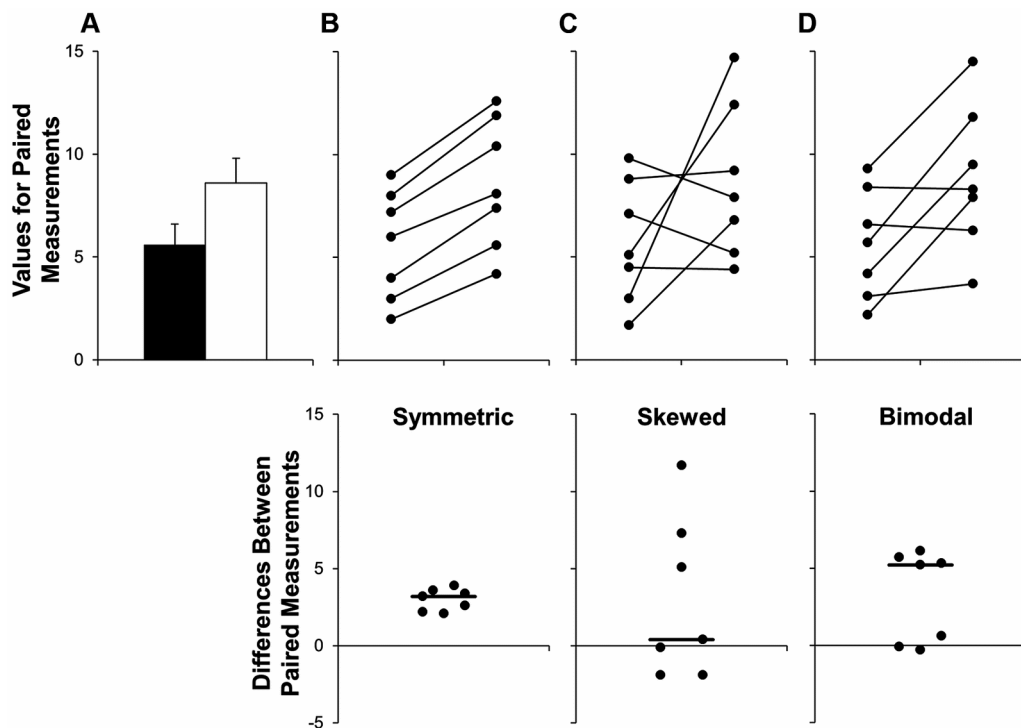 A
B
C
D
Values for Paired
Measurements
15
10
5
0
Symmetric
Skewed
Bimodal
Differences Between
Paired Measurements
15
10
5
0
-5